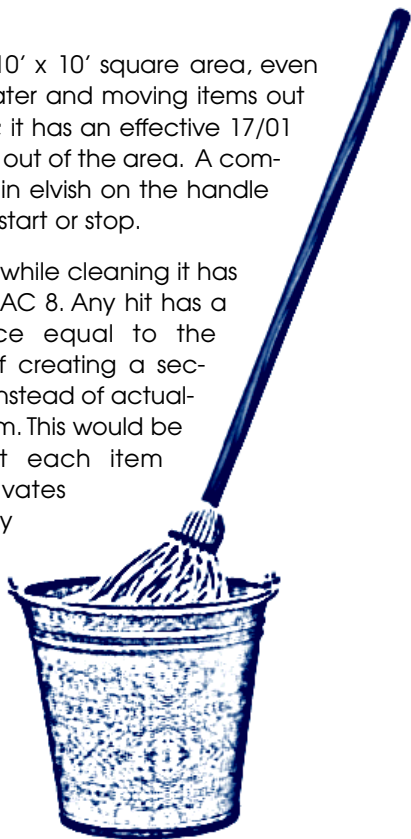 10’ x 10’ square area, even
ater and moving items out
it has an effective 17/01
out of the area. A com-
in elvish on the handle
start or stop.
while cleaning it has
AC 8. Any hit has a
ce equal to the
f creating a sec-
nstead of actual-
m. This would be
t each item
vates
y